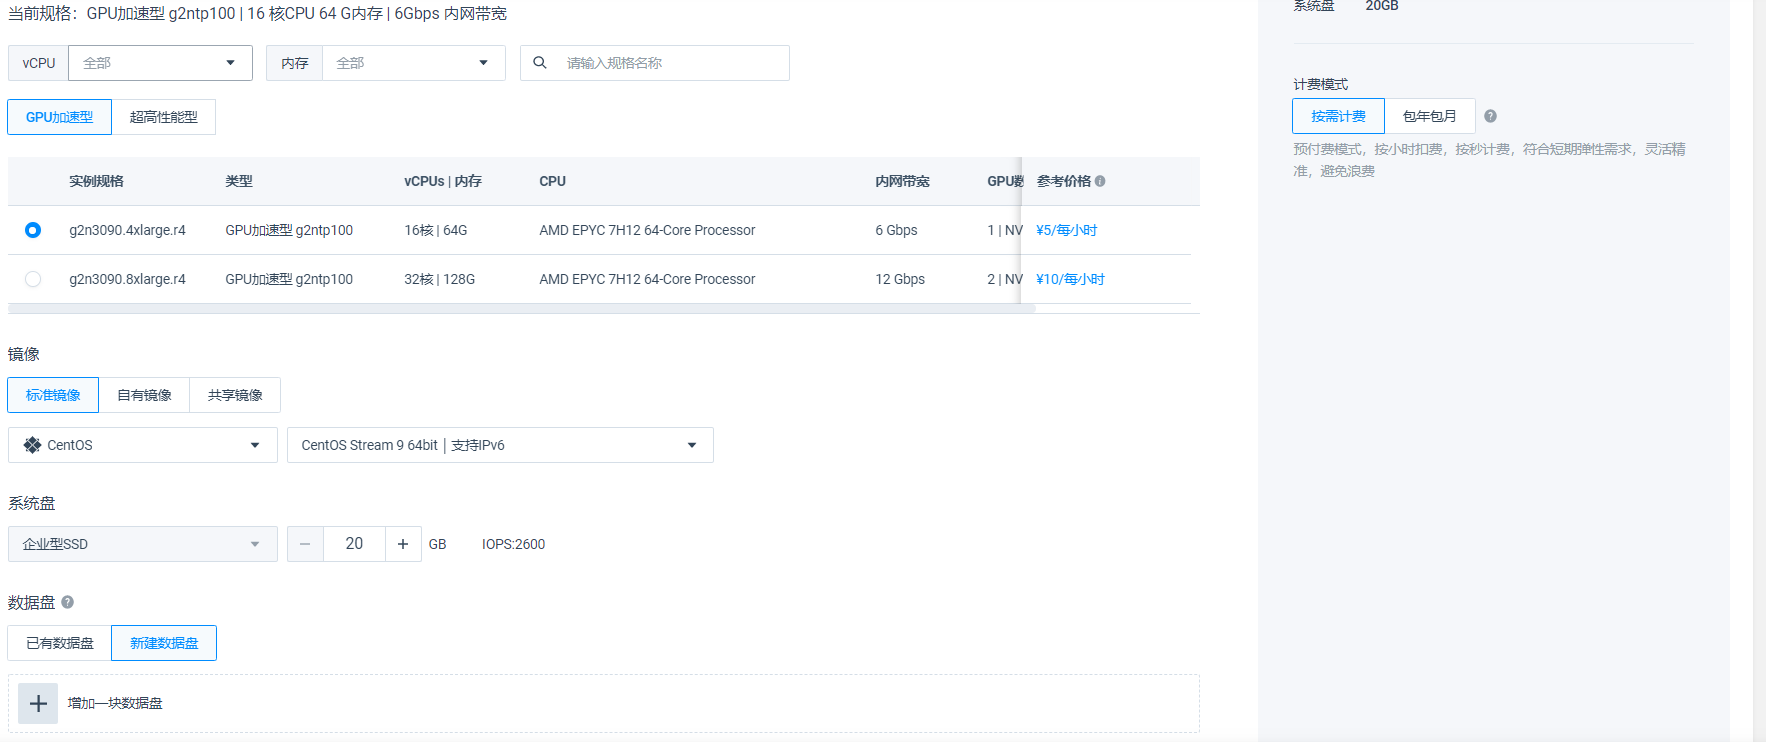 当前规格：GPU加速型 g2ntp100 | 16 核CPU 64 G内存 | 6Gbps 内网带宽
系统盘 20GB
vCPU 全部 内存 全部 请输入规格名称
GPU加速型 超高性能型
计费模式
按需计费 包年包月
预付费模式，按小时扣费，按秒计费，符合短期弹性需求，灵活精
准，避免浪费
实例规格 类型 vCPUs | 内存 CPU 内网带宽 GPU数 参考价格
g2n3090.4xlarge.r4 GPU加速型 g2ntp100 16核 | 64G AMD EPYC 7H12 64-Core Processor 6 Gbps 1 | NV ¥5/每小时
g2n3090.8xlarge.r4 GPU加速型 g2ntp100 32核 | 128G AMD EPYC 7H12 64-Core Processor 12 Gbps 2 | NV ¥10/每小时
镜像
标准镜像 自有镜像 共享镜像
CentOS CentOS Stream 9 64bit | 支持IPv6
系统盘
企业型SSD − 20 + GB IOPS:2600
数据盘
已有数据盘 新建数据盘
+ 增加一块数据盘